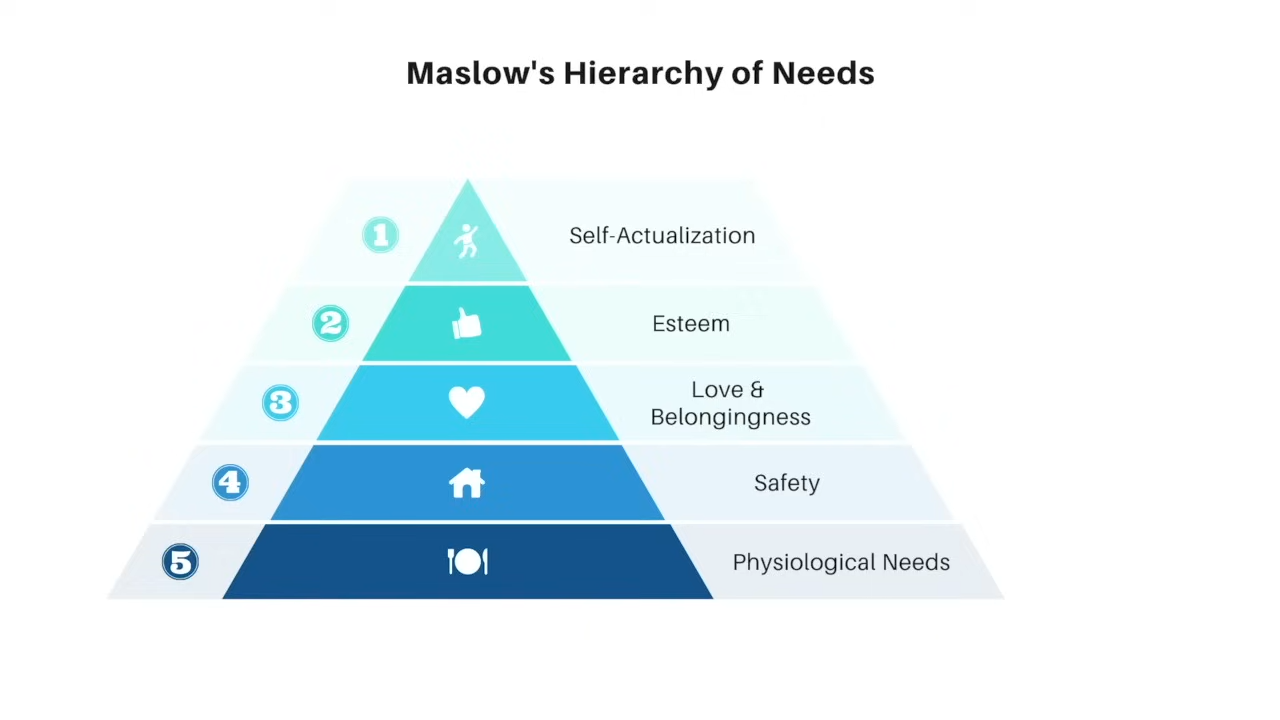 Maslow's Hierarchy of Needs
1
Self-Actualization
2
Esteem
3
Love &
Belongingness
4
Safety
5
Physiological Needs